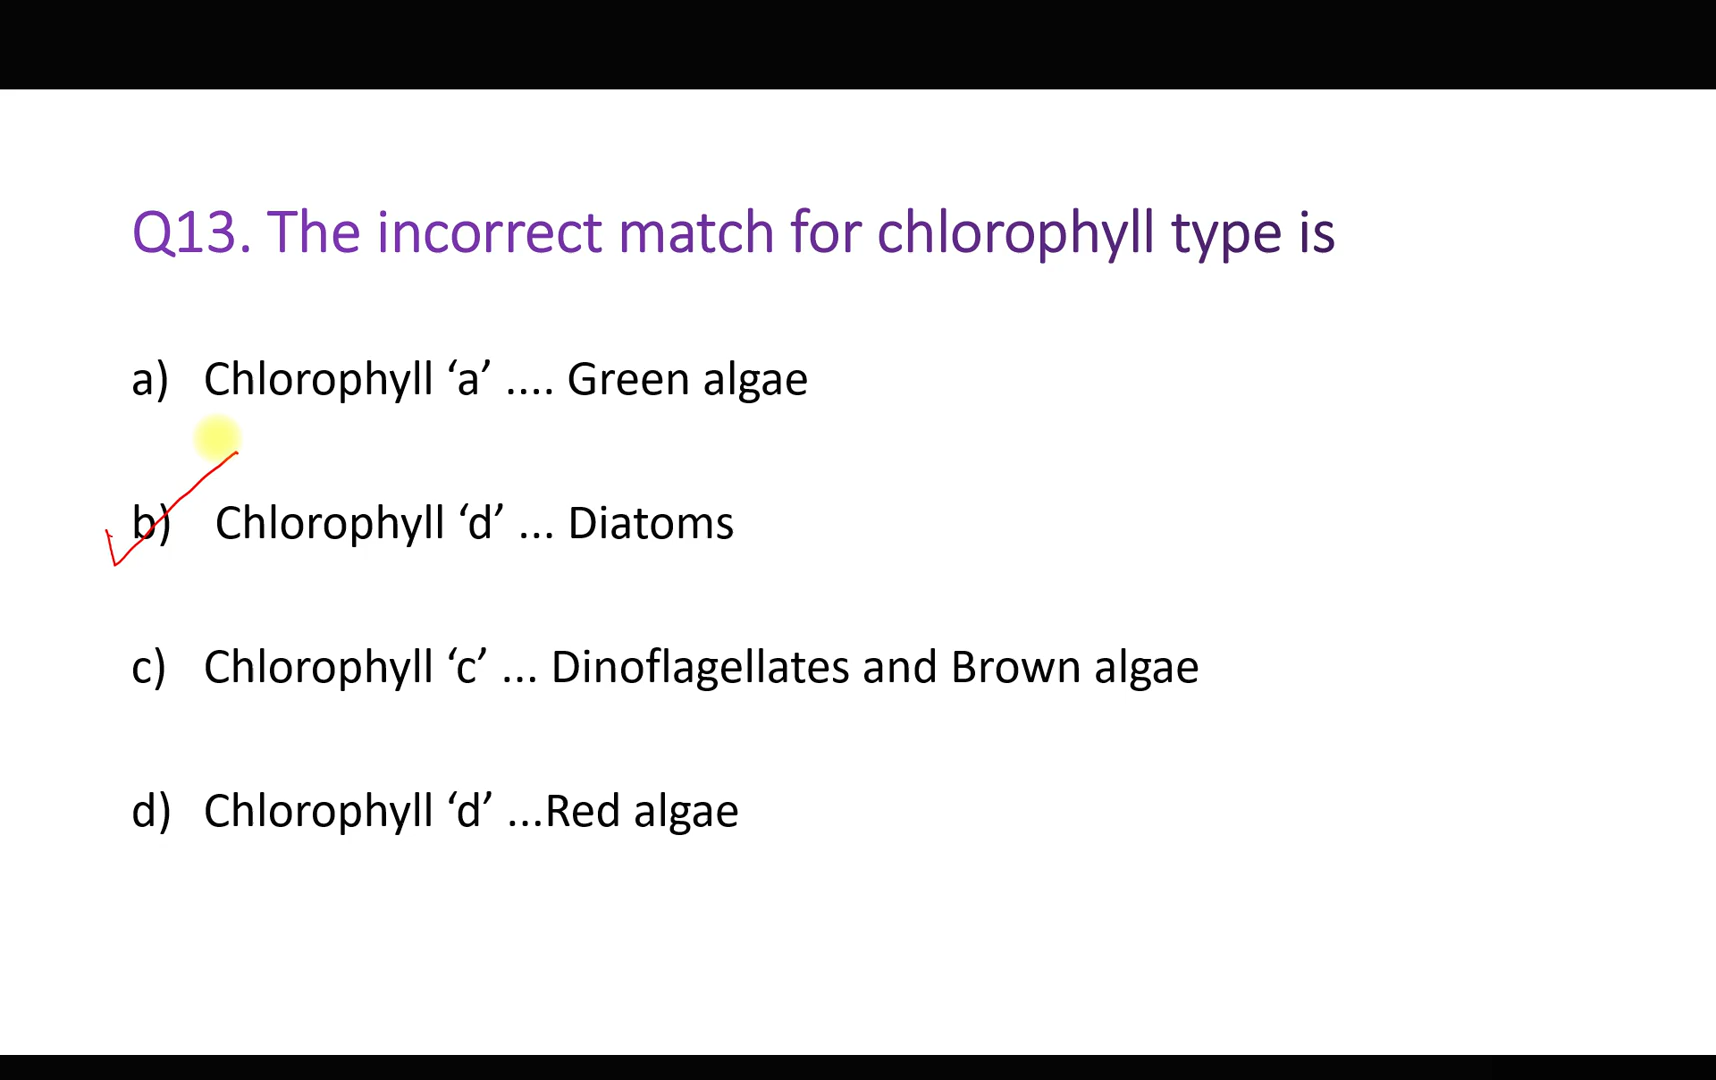 Q13. The incorrect match for chlorophyll type is
a) Chlorophyll ‘a’ .... Green algae
b) Chlorophyll ‘d’ ... Diatoms
c) Chlorophyll ‘c’ ... Dinoflagellates and Brown algae
d) Chlorophyll ‘d’ ...Red algae